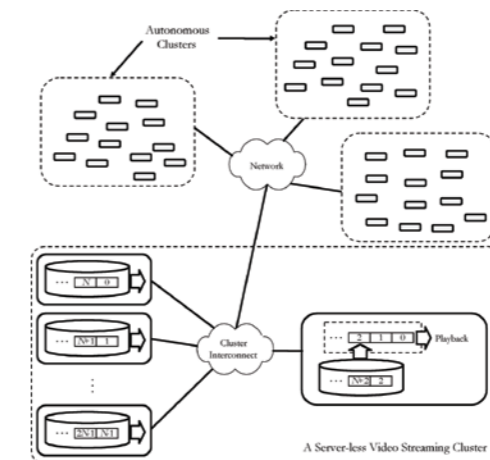 Autonomous
Clusters
Network
... N 0
... N+1 1
⋮
... 2N-1 N-1
Cluster
Interconnect
... 2 1 0
Playback
... N+2 2
A Server-less Video Streaming Cluster